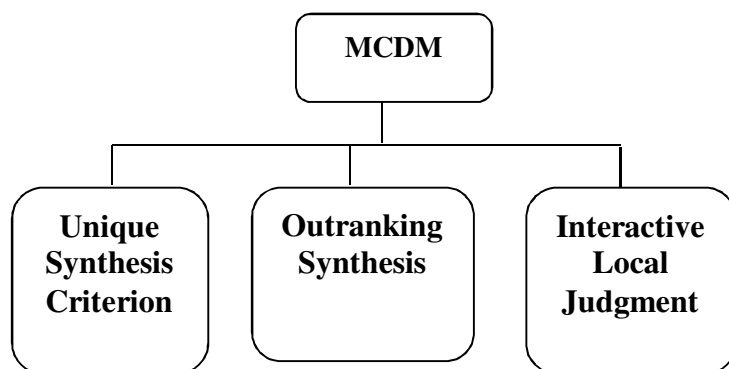 MCDM
Unique
Synthesis
Criterion
Outranking
Synthesis
Interactive
Local
Judgment